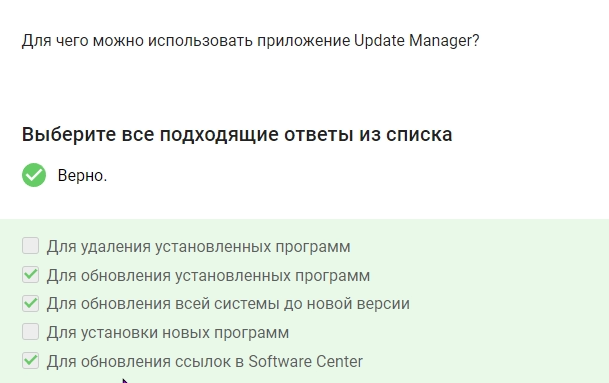 Для чего можно использовать приложение Update Manager?
Выберите все подходящие ответы из списка
Верно.
Для удаления установленных программ
Для обновления установленных программ
Для обновления всей системы до новой версии
Для установки новых программ
Для обновления ссылок в Software Center